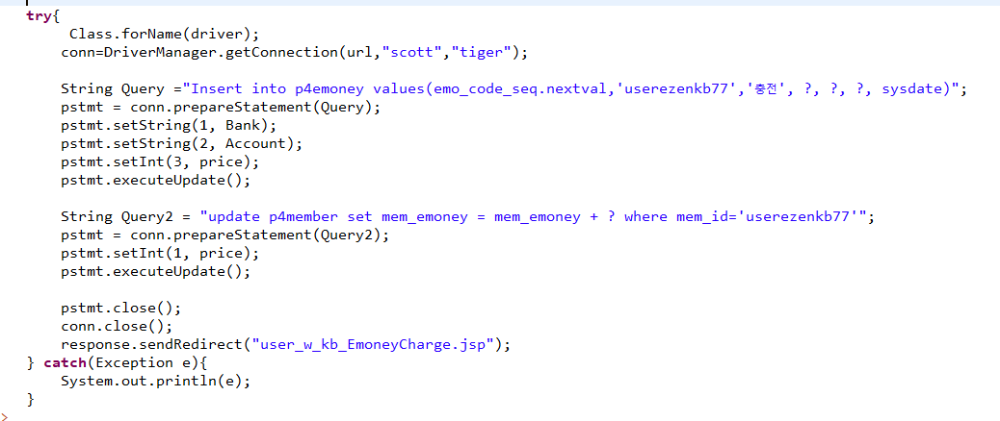 try{
Class.forName(driver);
conn=DriverManager.getConnection(url,"scott","tiger");
String Query ="Insert into p4emoney values(emo_code_seq.nextval,'userezenkb77','충전', ?, ?, ?, sysdate)";
pstmt = conn.prepareStatement(Query);
pstmt.setString(1, Bank);
pstmt.setString(2, Account);
pstmt.setInt(3, price);
pstmt.executeUpdate();
String Query2 = "update p4member set mem_emoney = mem_emoney + ? where mem_id='userezenkb77'";
pstmt = conn.prepareStatement(Query2);
pstmt.setInt(1, price);
pstmt.executeUpdate();
pstmt.close();
conn.close();
response.sendRedirect("user_w_kb_EmoneyCharge.jsp");
} catch(Exception e){
System.out.println(e);
}
>